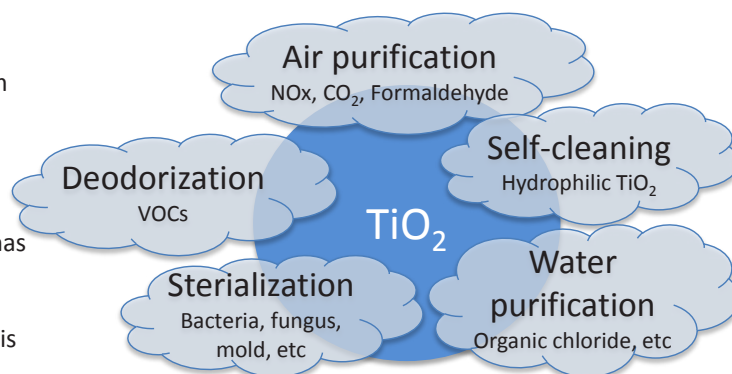 Air purification
NOx, CO₂, Formaldehyde
Self-cleaning
Hydrophilic TiO₂
Deodorization
VOCs
TiO₂
Water
purification
Organic chloride, etc
Sterialization
Bacteria, fungus,
mold, etc
is